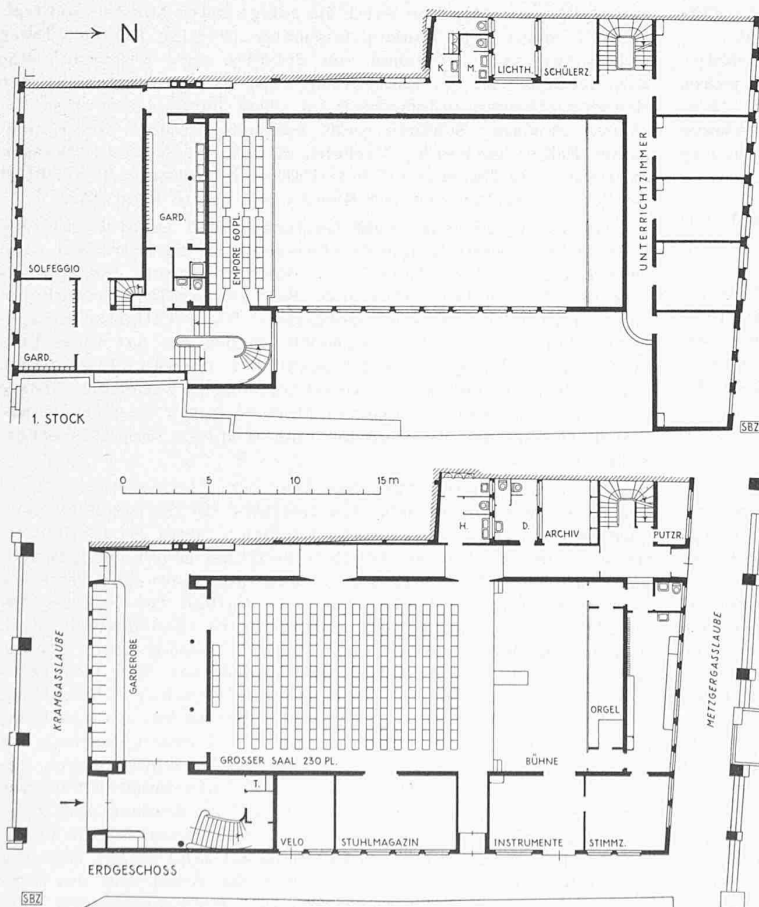 N
K.
M.
LICHTH.
SCHÜLERZ.
GARD.
EMPORE 60 PL.
UNTERRICHTZIMMER
SOLFEGGIO
GARD.
1. STOCK
SBZ
0 5 10 15 m
H.
D.
ARCHIV
PUTZR.
KRAMGASSLAUBE
GARDEROBE
METZGERGASSLAUBE
ORGEL
GROSSER SAAL 230 PL.
BÜHNE
T.
VELO
STUHLMAGAZIN
INSTRUMENTE
STIMMZ.
ERDGESCHOSS
SBZ